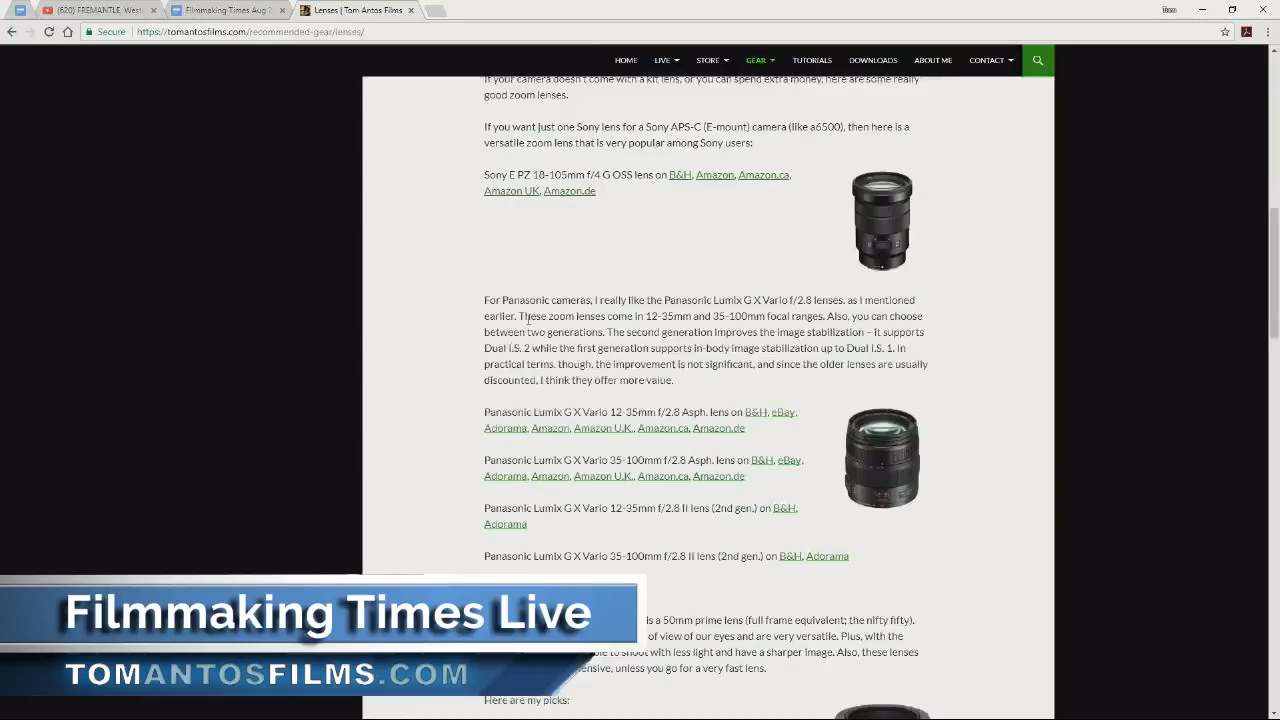 (620) FREMANTLE, West
Filmmaking Times Aug 2
Lenses | Tom Antos Films
Tom
Secure
https://tomantosfilms.com/recommended-gear/lenses/
HOME LIVE STORE GEAR TUTORIALS DOWNLOADS ABOUT ME CONTACT
If your camera doesn't come with a kit lens, or you can spend extra money, here are some really
good zoom lenses.
If you want just one Sony lens for a Sony APS-C (E-mount) camera (like a6500), then here is a
versatile zoom lens that is very popular among Sony users:
Sony E PZ 18-105mm f/4 G OSS lens on B&H, Amazon, Amazon.ca,
Amazon UK, Amazon.de
For Panasonic cameras, I really like the Panasonic Lumix G X Vario f/2.8 lenses, as I mentioned
earlier. These zoom lenses come in 12-35mm and 35-100mm focal ranges. Also, you can choose
between two generations. The second generation improves the image stabilization – it supports
Dual I.S. 2 while the first generation supports in-body image stabilization up to Dual I.S. 1. In
practical terms, though, the improvement is not significant, and since the older lenses are usually
discounted, I think they offer more value.
Panasonic Lumix G X Vario 12-35mm f/2.8 Asph. lens on B&H, eBay,
Adorama, Amazon, Amazon U.K., Amazon.ca, Amazon.de
Panasonic Lumix G X Vario 35-100mm f/2.8 Asph. lens on B&H, eBay,
Adorama, Amazon, Amazon U.K., Amazon.ca, Amazon.de
Panasonic Lumix G X Vario 12-35mm f/2.8 II lens (2nd gen.) on B&H,
Adorama
Panasonic Lumix G X Vario 35-100mm f/2.8 II lens (2nd gen.) on B&H, Adorama
is a 50mm prime lens (full frame equivalent; the nifty fifty).
of view of our eyes and are very versatile. Plus, with the
to shoot with less light and have a sharper image. Also, these lenses
unless you go for a very fast lens.
Here are my picks:
Filmmaking Times Live
TOMANTOSFILMS.COM